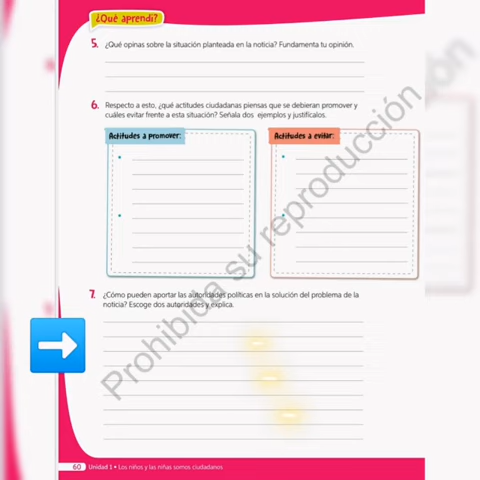 ¿Qué aprendí?
5. ¿Qué opinas sobre la situación planteada en la noticia? Fundamenta tu opinión.
6. Respecto a esto, ¿qué actitudes ciudadanas piensas que se debieran promover y
cuáles evitar frente a esta situación? Señala dos ejemplos y justifícalos.
Actitudes a promover:
Actitudes a evitar:
7. ¿Cómo pueden aportar las autoridades políticas en la solución del problema de la
noticia? Escoge dos autoridades y explica.
Prohibida su reproducción
60 Unidad 1 • Los niños y las niñas somos ciudadanos